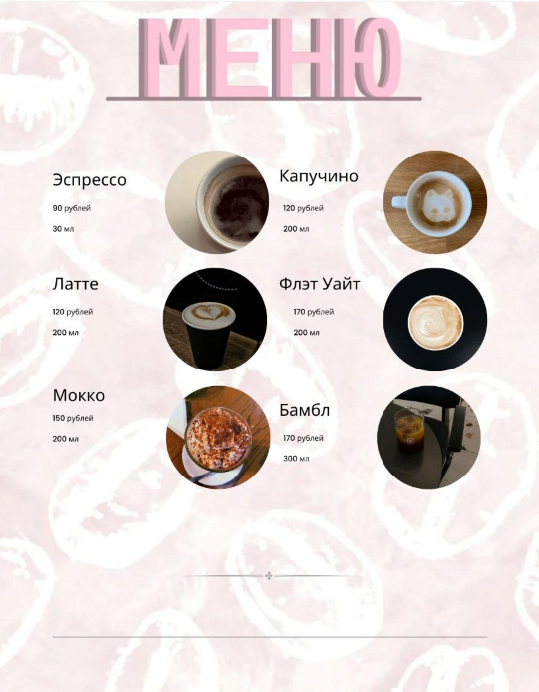 МЕНЮ
Эспрессо
90 рублей
30 мл
Капучино
120 рублей
200 мл
Латте
120 рублей
200 мл
Флэт Уайт
170 рублей
200 мл
Мокко
150 рублей
200 мл
Бамбл
170 рублей
300 мл